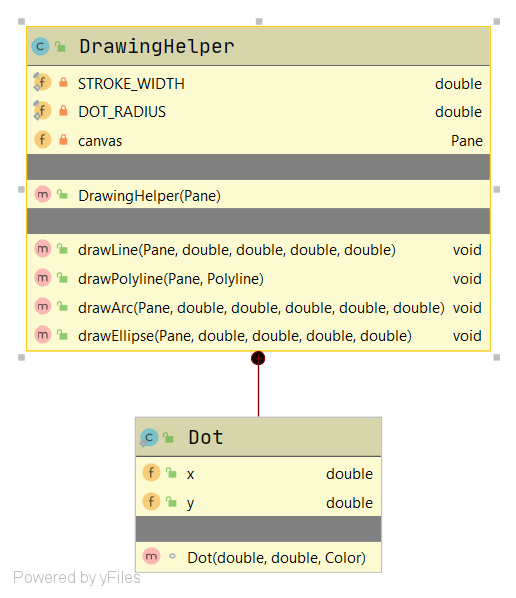 DrawingHelper
STROKE_WIDTH double
DOT_RADIUS double
canvas Pane
DrawingHelper(Pane)
drawLine(Pane, double, double, double, double) void
drawPolyline(Pane, Polyline) void
drawArc(Pane, double, double, double, double, double, double) void
drawEllipse(Pane, double, double, double, double) void
Dot
x double
y double
Dot(double, double, Color)
Powered by yFiles